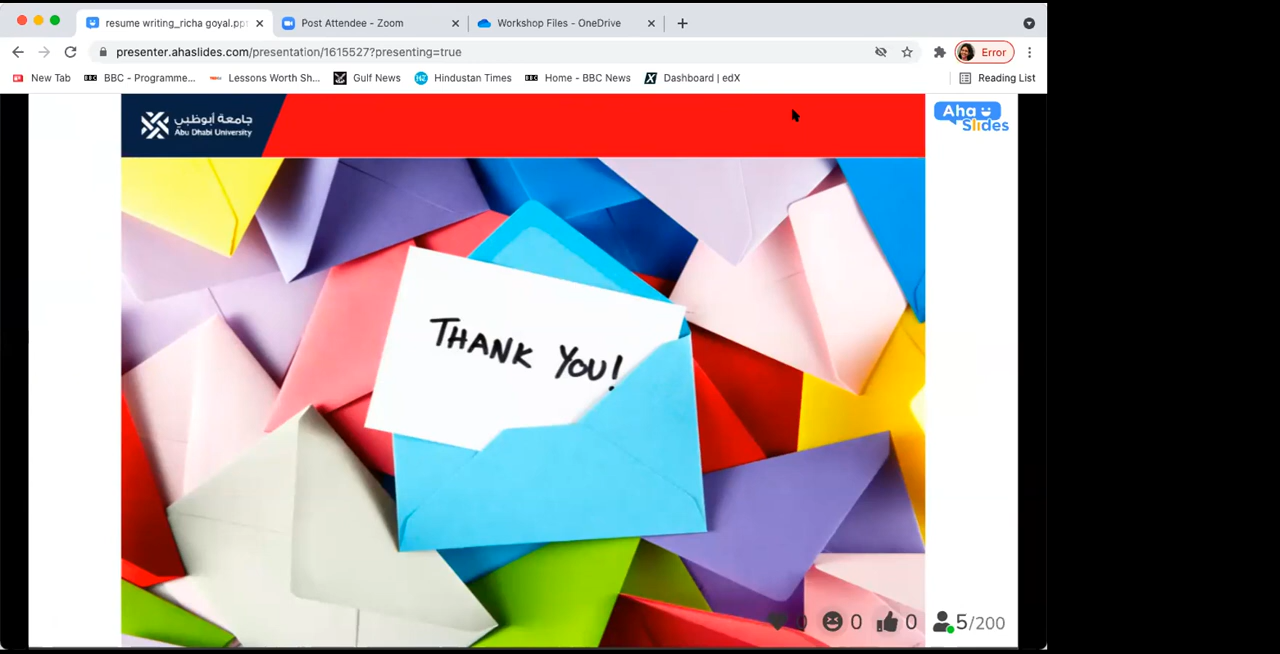 resume writing_richa goyal.pp
Post Attendee - Zoom
Workshop Files - OneDrive
presenter.ahaslides.com/presentation/1615527?presenting=true
Error
New Tab
BBC - Programme...
Lessons Worth Sh...
Gulf News
Hindustan Times
Home - BBC News
Dashboard | edX
Reading List
جامعة أبوظبي
Abu Dhabi University
Aha
Slides
THANK YOU!
0
0
0
5/200